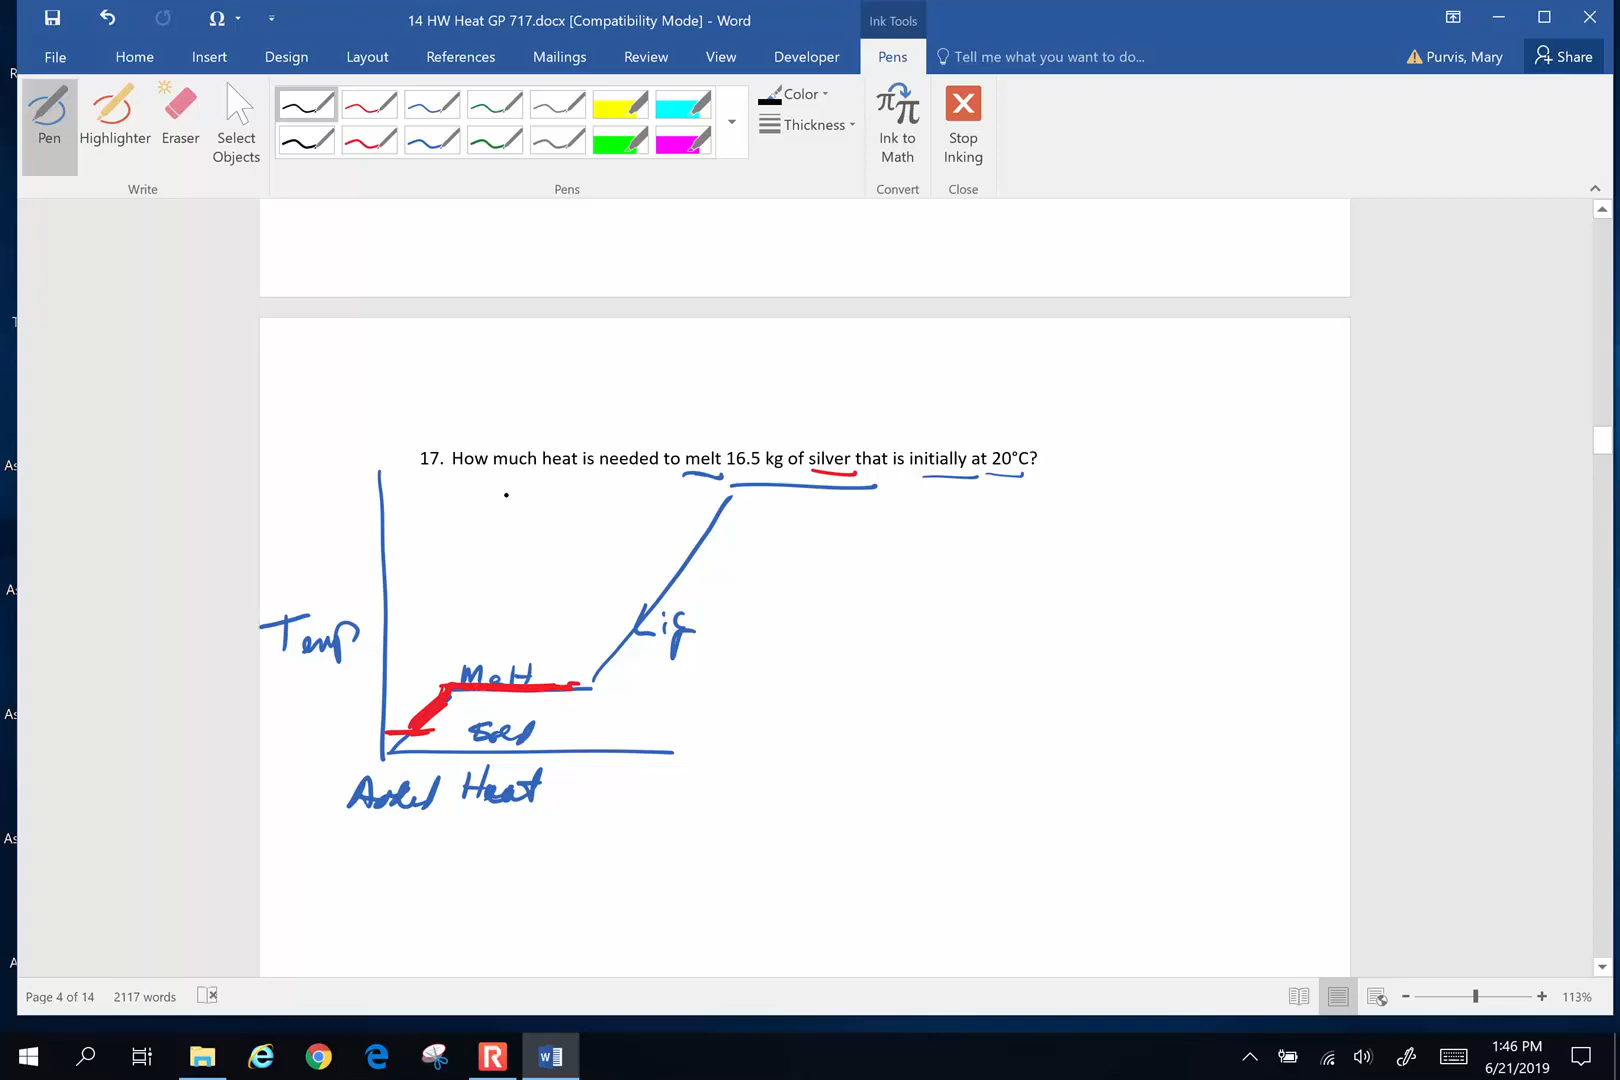 14 HW Heat GP 717.docx [Compatibility Mode] - Word
Ink Tools
File Home Insert Design Layout References Mailings Review View Developer Pens Tell me what you want to do... Purvis, Mary Share
Pen Highlighter Eraser Select Objects
Color
Thickness
Ink to Math
Stop Inking
Write Pens Convert Close
17. How much heat is needed to melt 16.5 kg of silver that is initially at 20°C?
Temp
Liq
Melt
Solid
Added Heat
Page 4 of 14 2117 words 113%
1:46 PM
6/21/2019